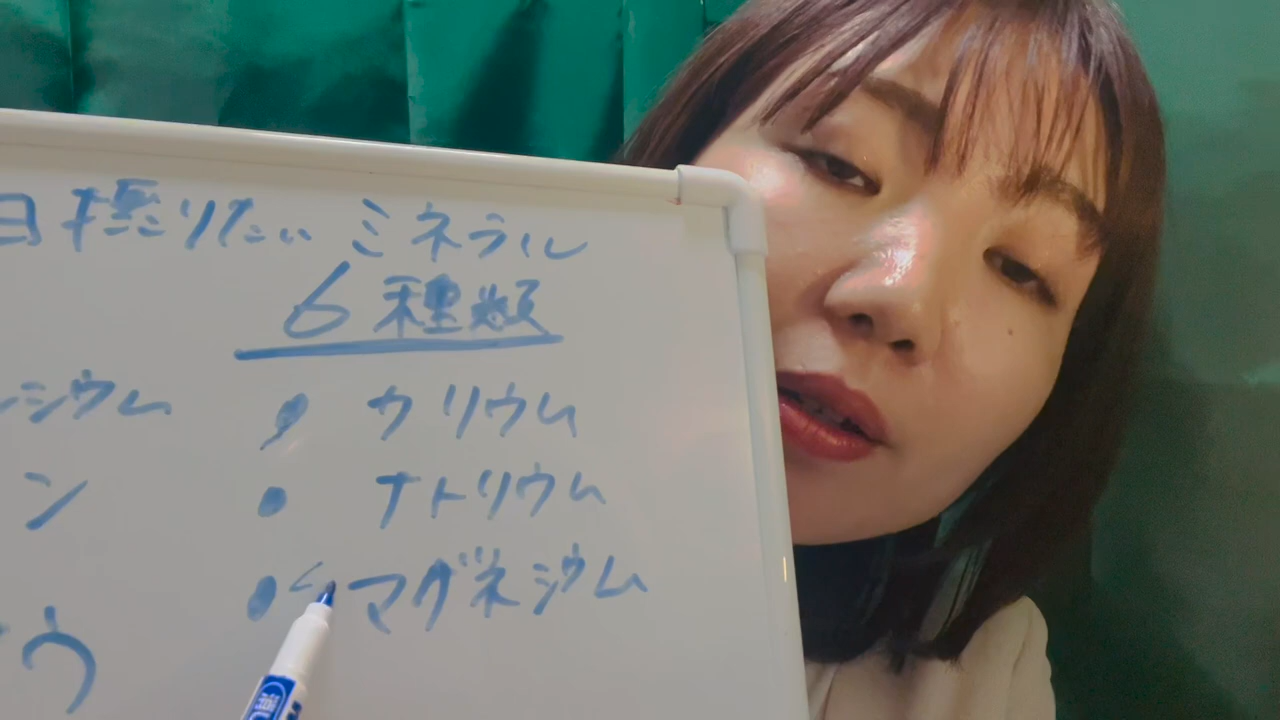 日摂りたい ミネラル
6種類
シウム
・ カリウム
ン
・ ナトリウム
・ マグネシウム
ウ